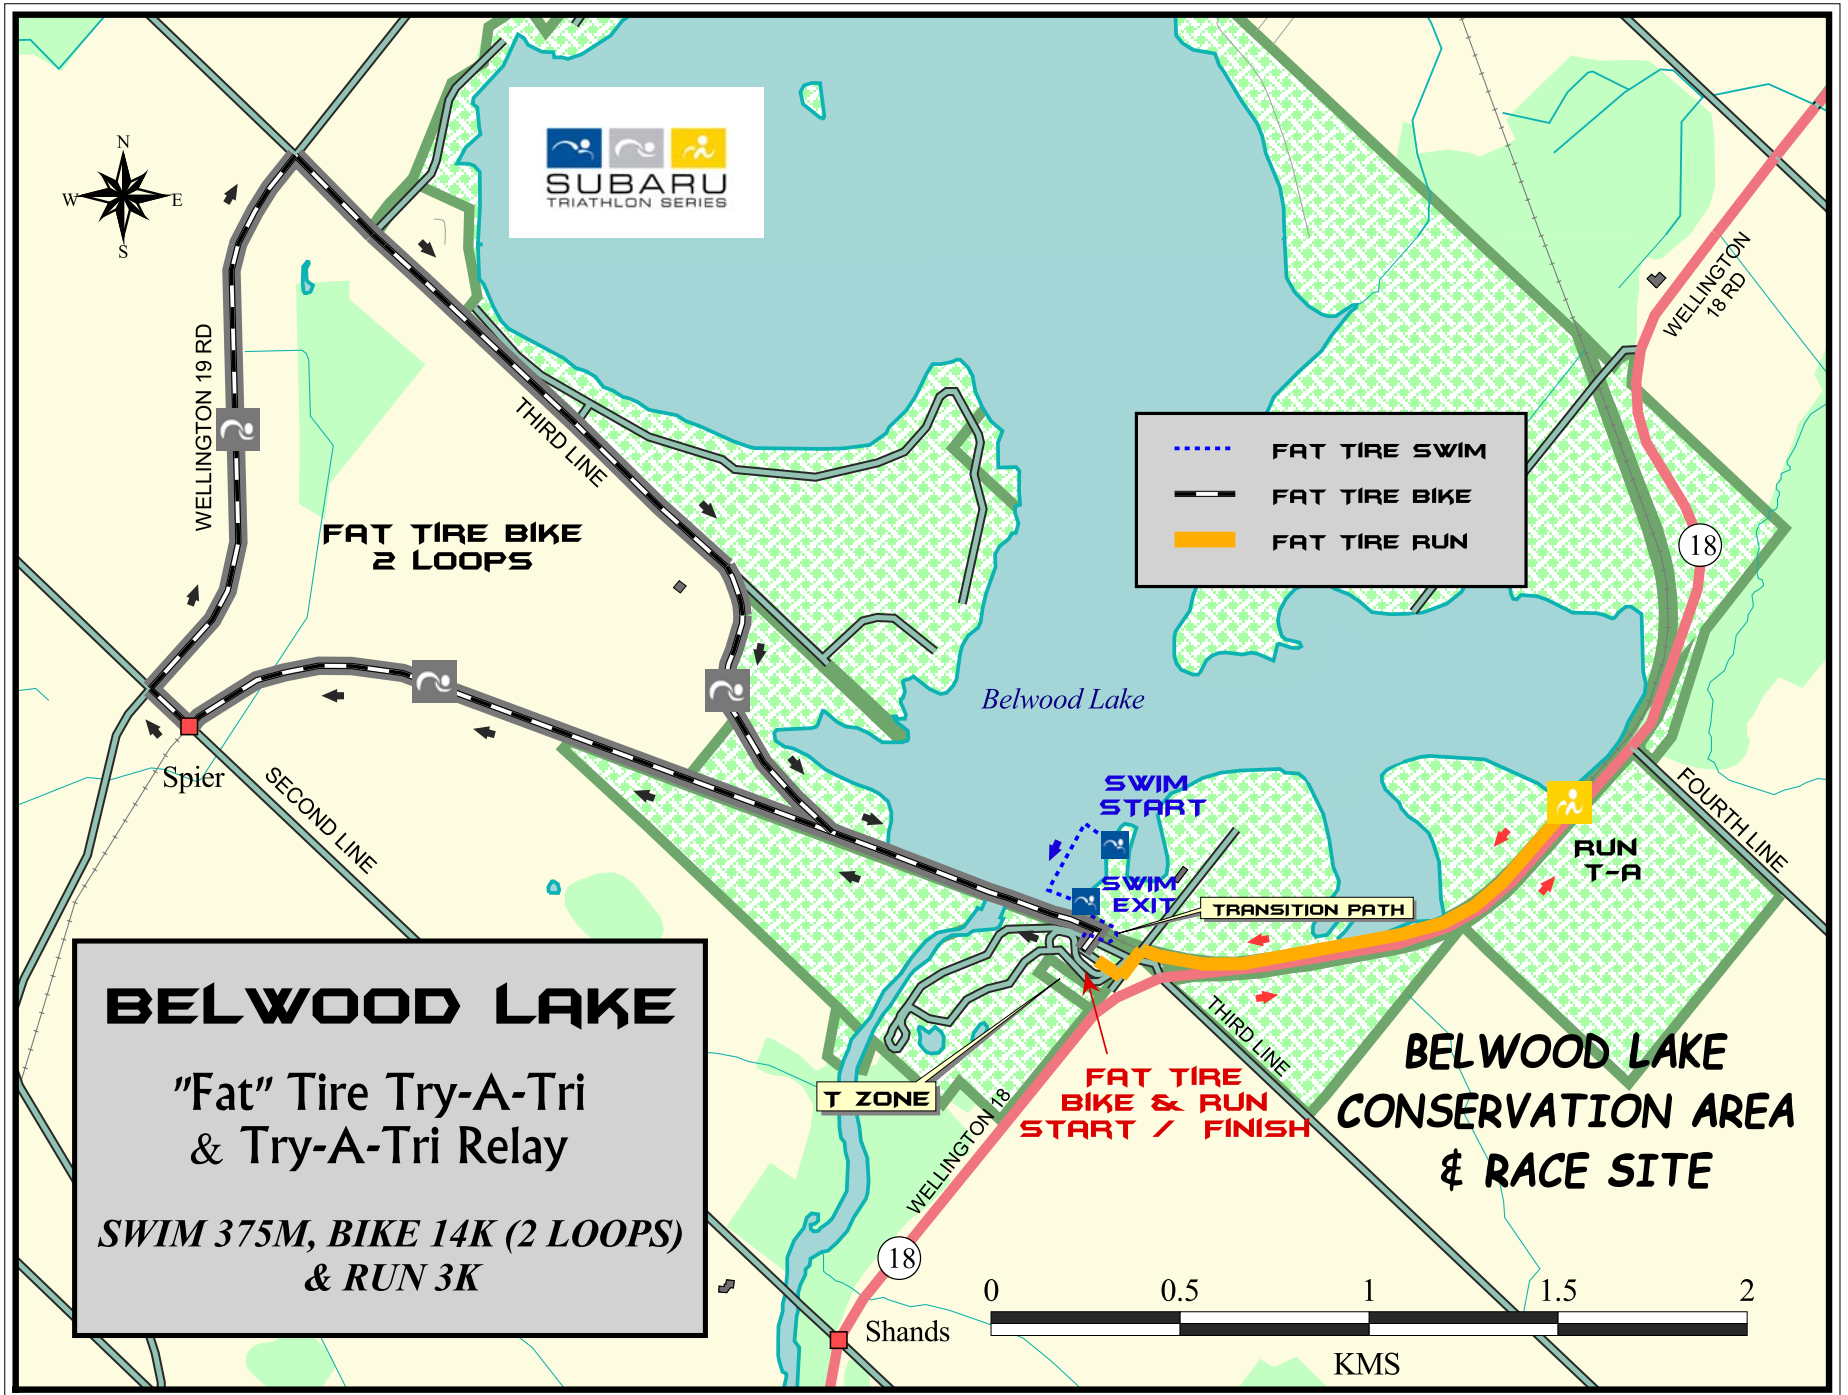 N
W
E
S
SUBARU
TRIATHLON SERIES
WELLINGTON
18 RD
WELLINGTON 19 RD
THIRD LINE
FAT TIRE SWIM
FAT TIRE BIKE
FAT TIRE RUN
FAT TIRE BIKE
2 LOOPS
18
Belwood Lake
Spier
SECOND LINE
SWIM
START
FOURTH LINE
RUN
T-A
SWIM
EXIT
TRANSITION PATH
THIRD LINE
T ZONE
FAT TIRE
BIKE & RUN
START / FINISH
WELLINGTON 18
BELWOOD LAKE
CONSERVATION AREA
& RACE SITE
BELWOOD LAKE
"Fat" Tire Try-A-Tri
& Try-A-Tri Relay
SWIM 375M, BIKE 14K (2 LOOPS)
& RUN 3K
18
Shands
0 0.5 1 1.5 2
KMS